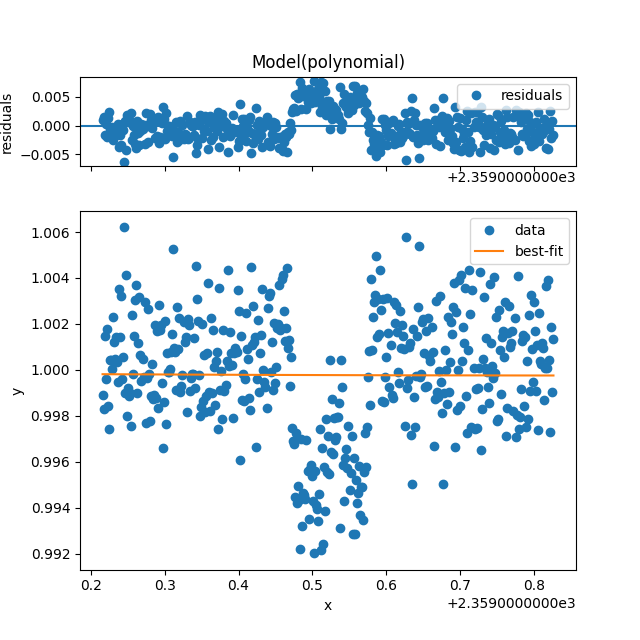 Model(polynomial)
residuals
0.005
0.000
−0.005
residuals
+2.3590000000e3
1.006
1.004
1.002
1.000
0.998
0.996
0.994
0.992
y
data
best-fit
0.2 0.3 0.4 0.5 0.6 0.7 0.8
x
+2.3590000000e3